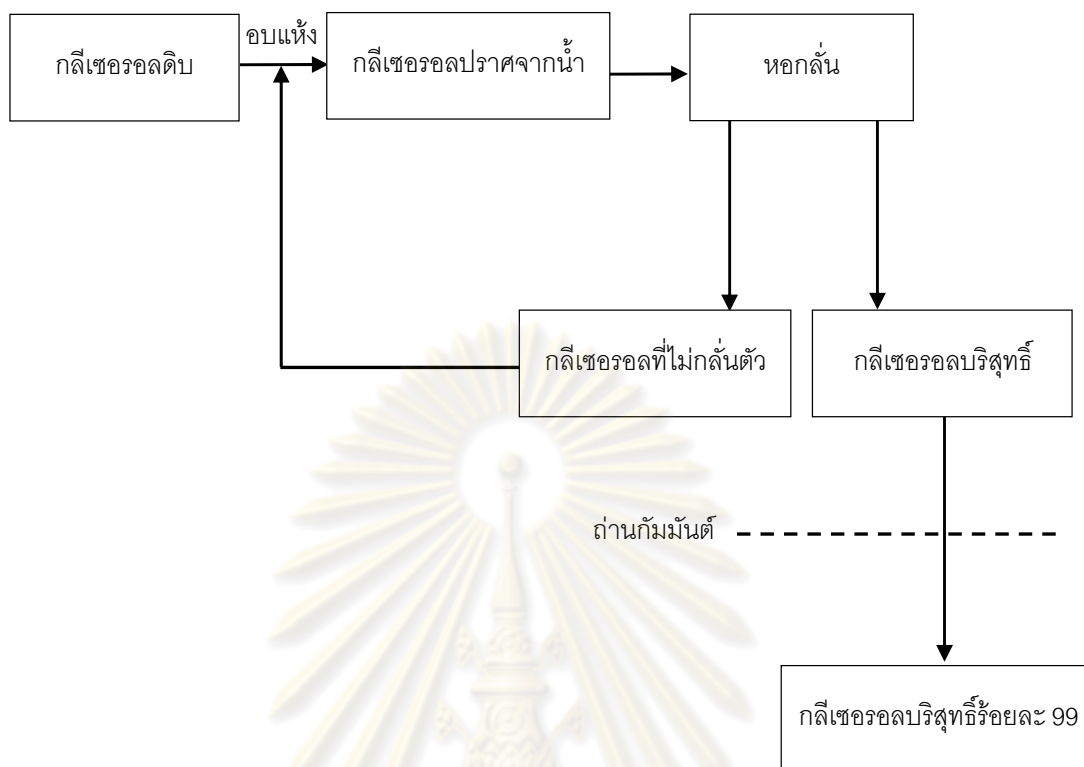 กลีเซอรอลดิบ
อบแห้ง
กลีเซอรอลปราศจากน้ำ
หอกลั่น
กลีเซอรอลที่ไม่กลั่นตัว
กลีเซอรอลบริสุทธิ์
ถ่านกัมมันต์
กลีเซอรอลบริสุทธิ์ร้อยละ 99